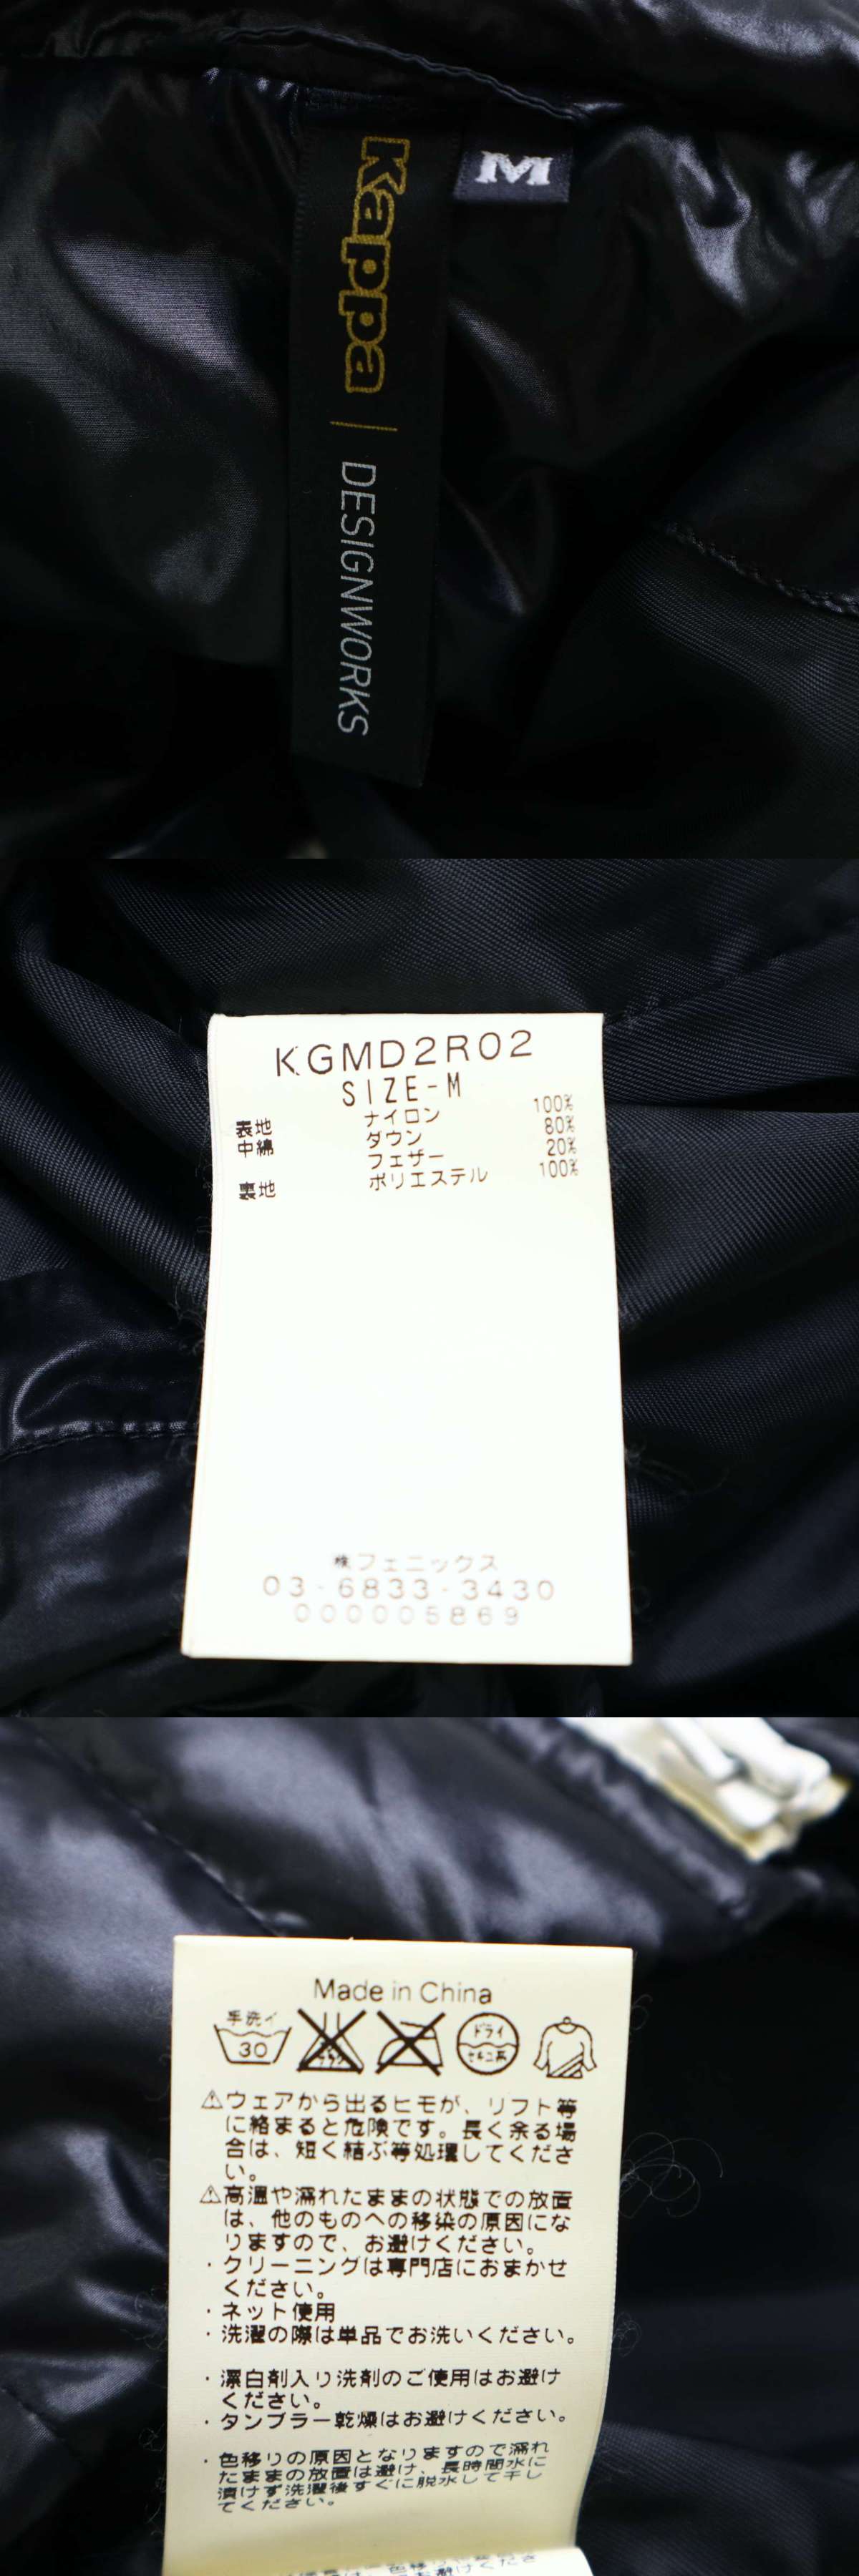 Kappa | DESIGNWORKS
M
KGMD2R02
SIZE-M
表地 ナイロン 100%
中綿 ダウン 80%
フェザー 20%
裏地 ポリエステル 100%
㈱フェニックス
03-6833-3430
000005869
Made in China
手洗イ
30
ドライ
セキユ系
⚠ウェアから出るヒモが、リフト等
に絡まると危険です。長く余る場
合は、短く結ぶ等処理してくださ
い。
⚠高温や濡れたままの状態での放置
は、他のものへの移染の原因にな
りますので、お避けください。
・クリーニングは専門店におまかせ
ください。
・ネット使用
・洗濯の際は単品でお洗いください。
・漂白剤入り洗剤のご使用はお避け
ください。
・タンブラー乾燥はお避けください。
・色移りの原因となりますので濡れ
たままの放置は避け、長時間水に
漬けず洗濯後すぐに脱水して干し
てください。